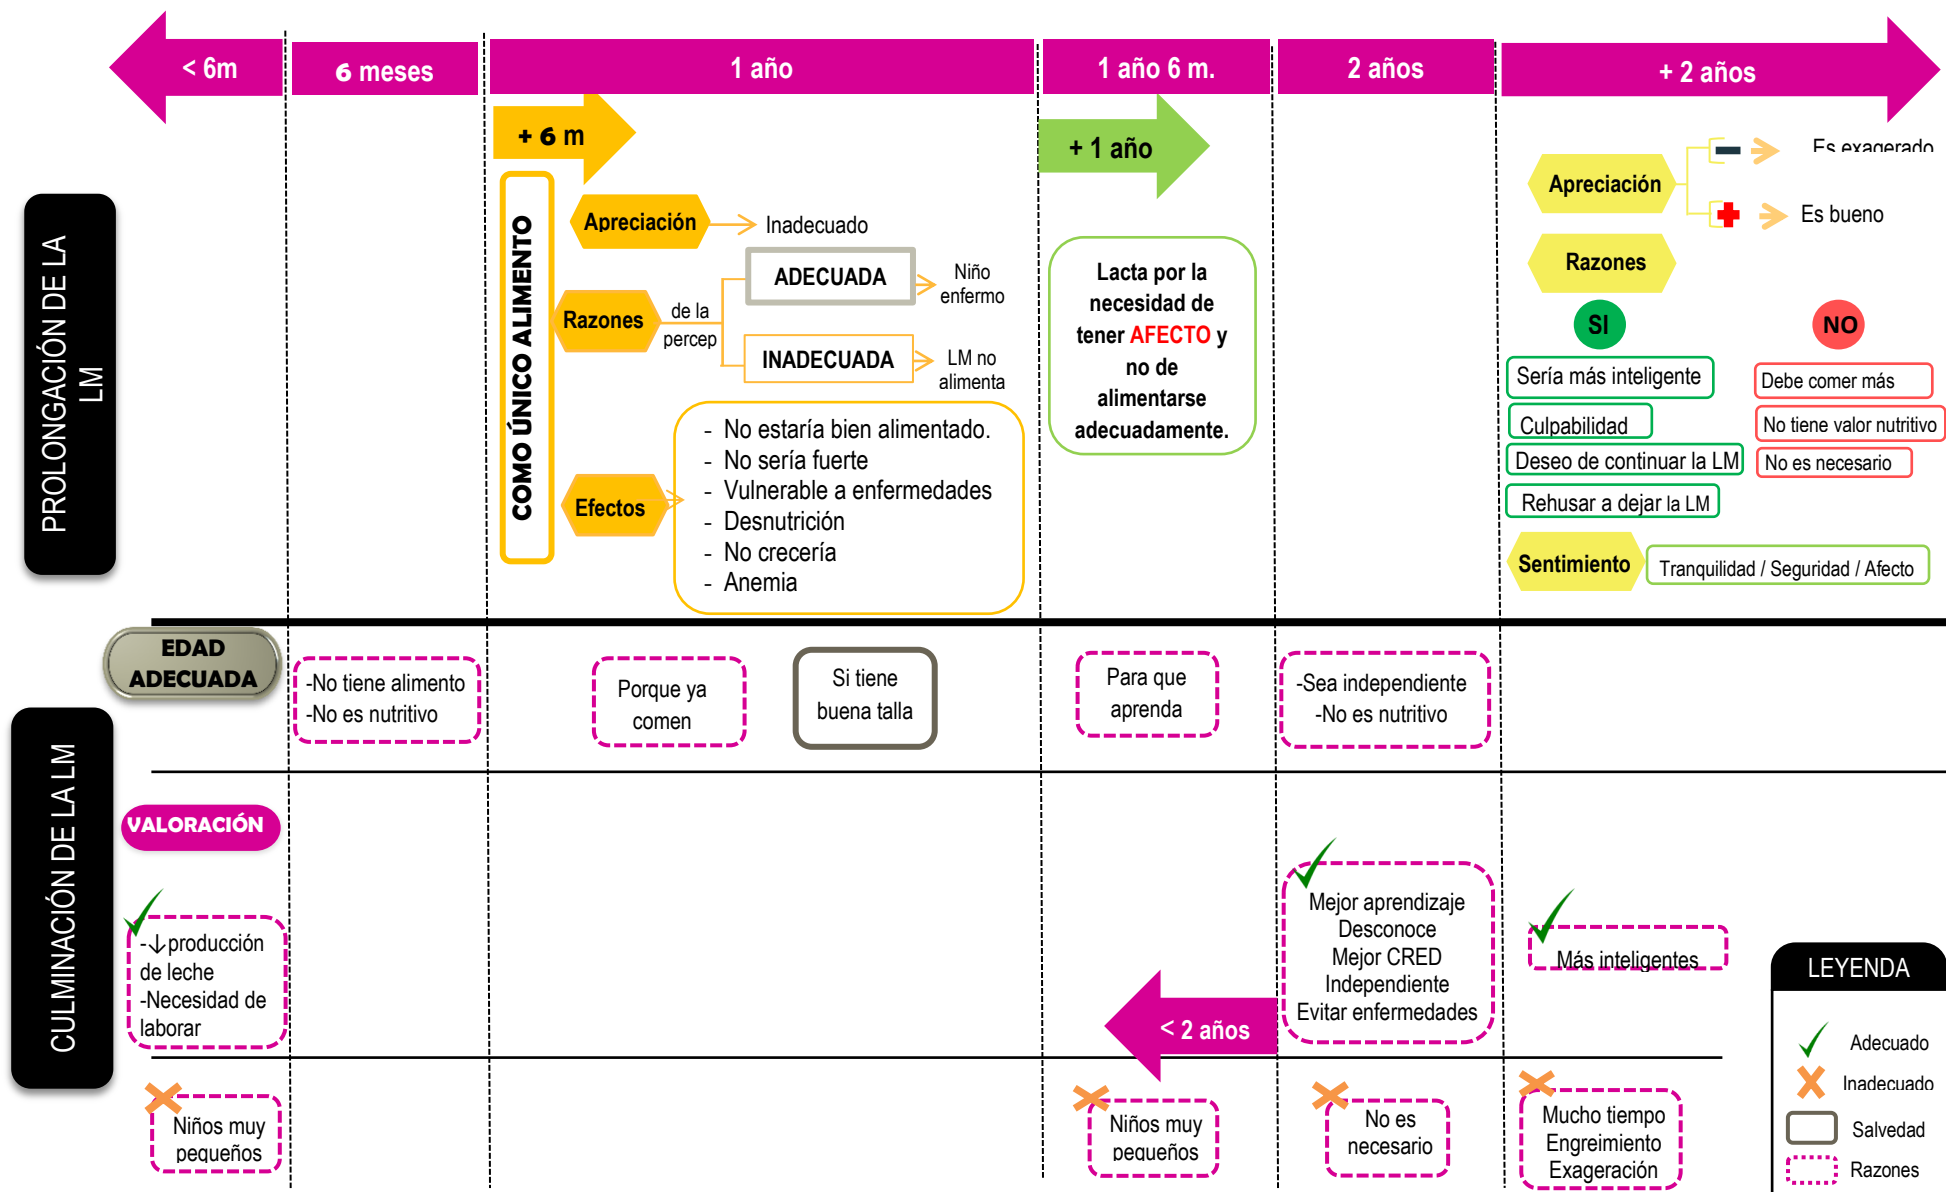 < 6m
6 meses
1 año
1 año 6 m.
2 años
+ 2 años
PROLONGACIÓN DE LA
LM
+ 6 m
COMO ÚNICO ALIMENTO
Apreciación
Inadecuado
Razones
de la
percep
ADECUADA
Niño
enfermo
INADECUADA
LM no
alimenta
Efectos
- No estaría bien alimentado.
- No sería fuerte
- Vulnerable a enfermedades
- Desnutrición
- No crecería
- Anemia
+ 1 año
Lacta por la
necesidad de
tener AFECTO y
no de
alimentarse
adecuadamente.
Apreciación
Es exagerado
Es bueno
Razones
SI
NO
Sería más inteligente
Culpabilidad
Deseo de continuar la LM
Rehusar a dejar la LM
Debe comer más
No tiene valor nutritivo
No es necesario
Sentimiento
Tranquilidad / Seguridad / Afecto
CULMINACIÓN DE LA LM
EDAD
ADECUADA
-No tiene alimento
-No es nutritivo
Porque ya
comen
Si tiene
buena talla
Para que
aprenda
-Sea independiente
-No es nutritivo
VALORACIÓN
-↓producción
de leche
-Necesidad de
laborar
< 2 años
Mejor aprendizaje
Desconoce
Mejor CRED
Independiente
Evitar enfermedades
Más inteligentes
Niños muy
pequeños
Niños muy
pequeños
No es
necesario
Mucho tiempo
Engreimiento
Exageración
LEYENDA
Adecuado
Inadecuado
Salvedad
Razones